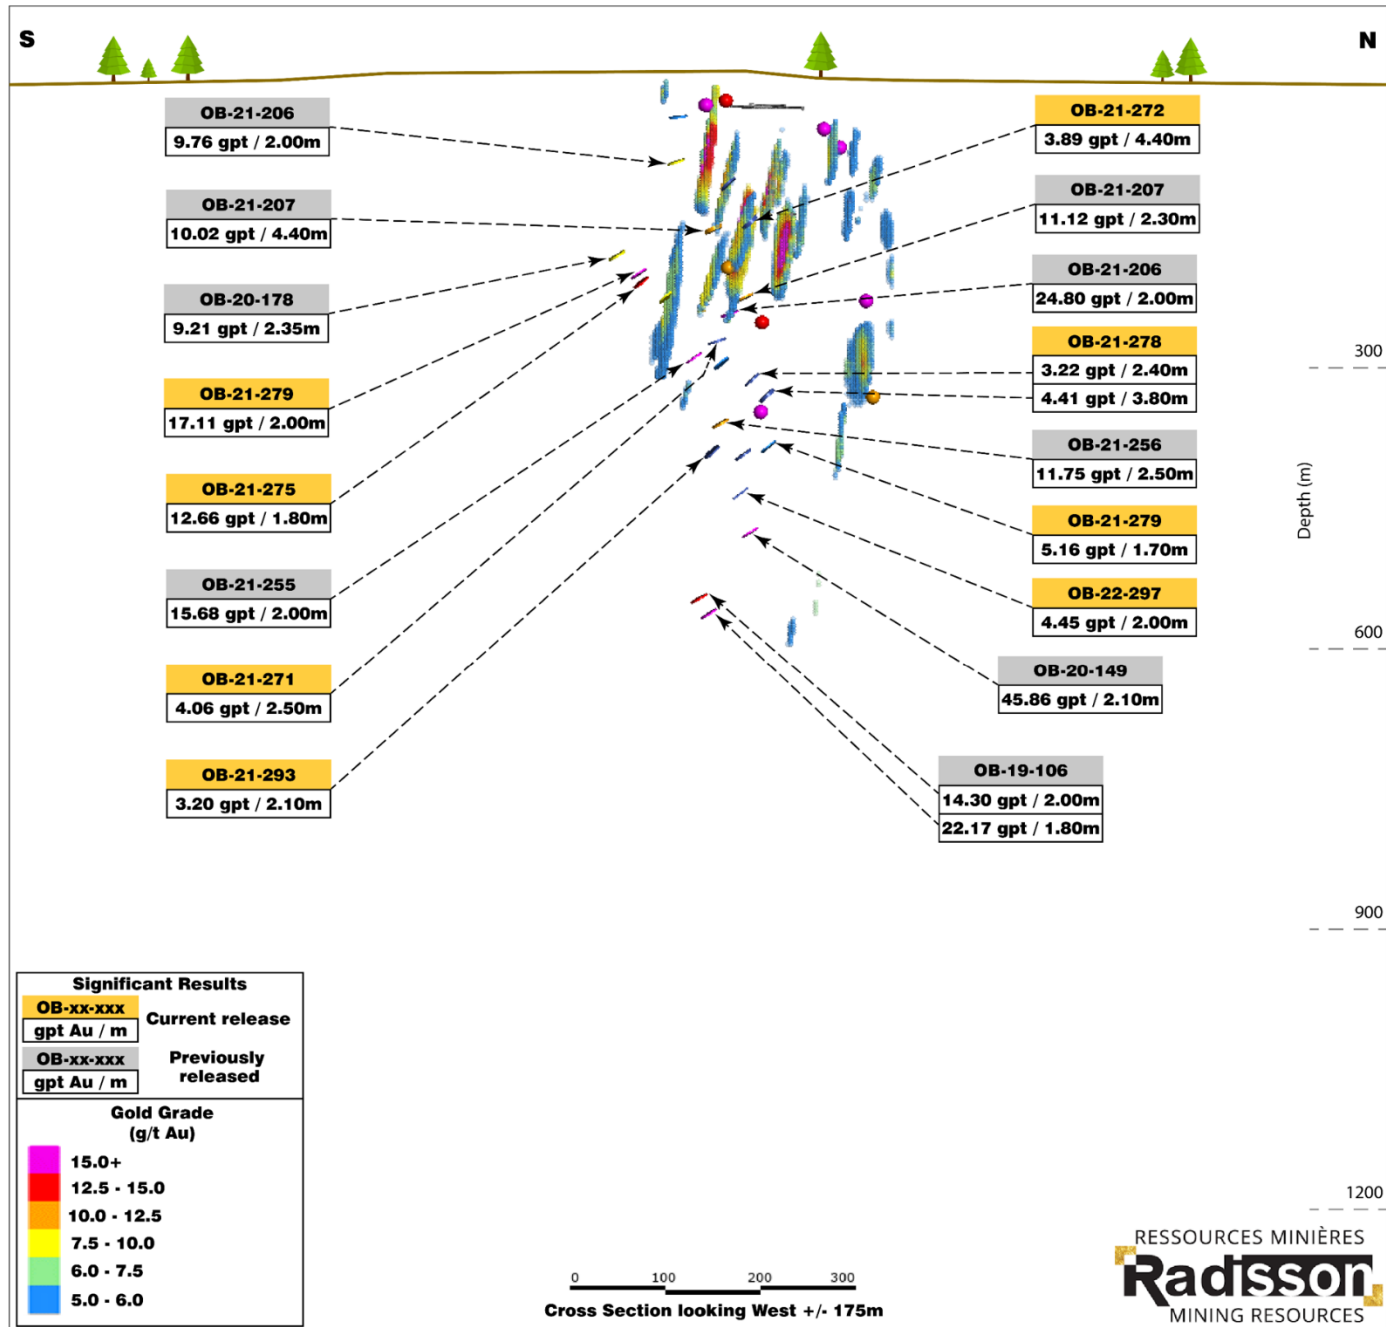 S
N
OB-21-206
9.76 gpt / 2.00m
OB-21-207
10.02 gpt / 4.40m
OB-20-178
9.21 gpt / 2.35m
OB-21-279
17.11 gpt / 2.00m
OB-21-275
12.66 gpt / 1.80m
OB-21-255
15.68 gpt / 2.00m
OB-21-271
4.06 gpt / 2.50m
OB-21-293
3.20 gpt / 2.10m
OB-21-272
3.89 gpt / 4.40m
OB-21-207
11.12 gpt / 2.30m
OB-21-206
24.80 gpt / 2.00m
OB-21-278
3.22 gpt / 2.40m
4.41 gpt / 3.80m
OB-21-256
11.75 gpt / 2.50m
OB-21-279
5.16 gpt / 1.70m
OB-22-297
4.45 gpt / 2.00m
OB-20-149
45.86 gpt / 2.10m
OB-19-106
14.30 gpt / 2.00m
22.17 gpt / 1.80m
300
Depth (m)
600
900
1200
Significant Results
OB-xx-xxx
gpt Au / m
Current release
OB-xx-xxx
gpt Au / m
Previously
released
Gold Grade
(g/t Au)
15.0+
12.5 - 15.0
10.0 - 12.5
7.5 - 10.0
6.0 - 7.5
5.0 - 6.0
0 100 200 300
Cross Section looking West +/- 175m
RESSOURCES MINIÈRES
Radisson
MINING RESOURCES